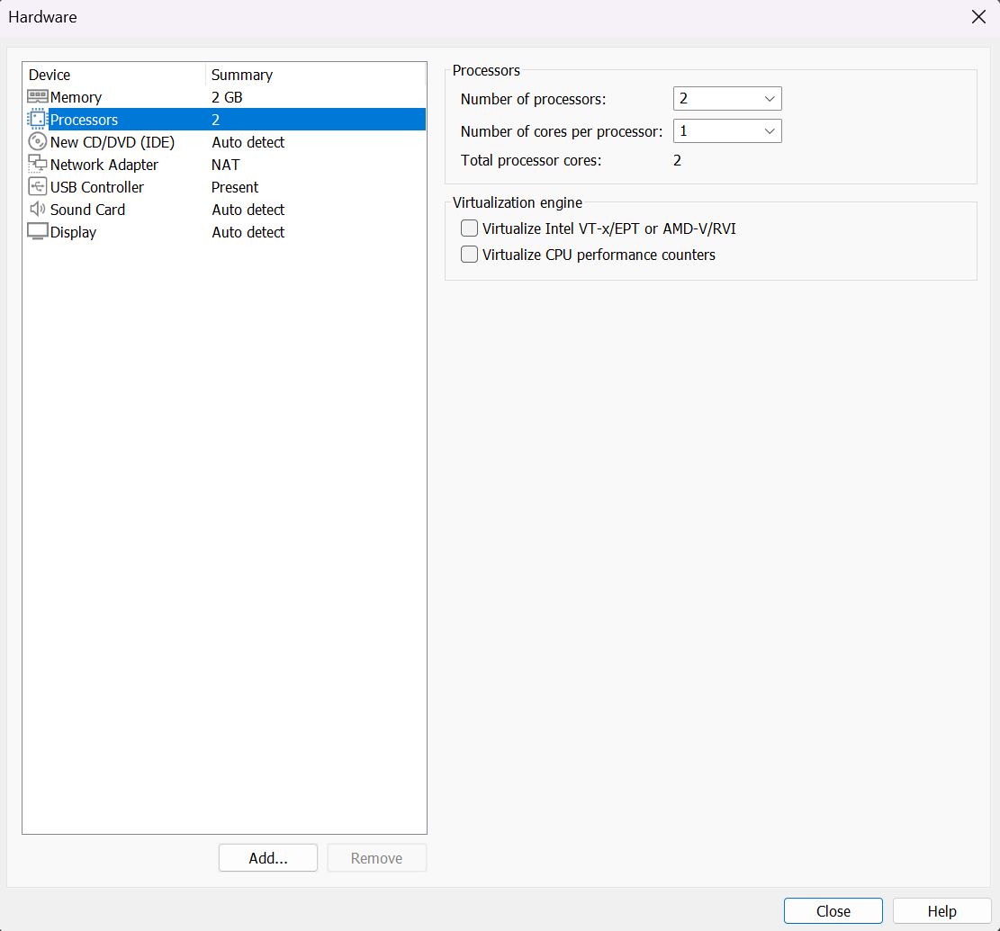 Hardware
Device Summary
Memory 2 GB
Processors 2
New CD/DVD (IDE) Auto detect
Network Adapter NAT
USB Controller Present
Sound Card Auto detect
Display Auto detect
Add... Remove
Processors
Number of processors: 2
Number of cores per processor: 1
Total processor cores: 2
Virtualization engine
Virtualize Intel VT-x/EPT or AMD-V/RVI
Virtualize CPU performance counters
Close Help